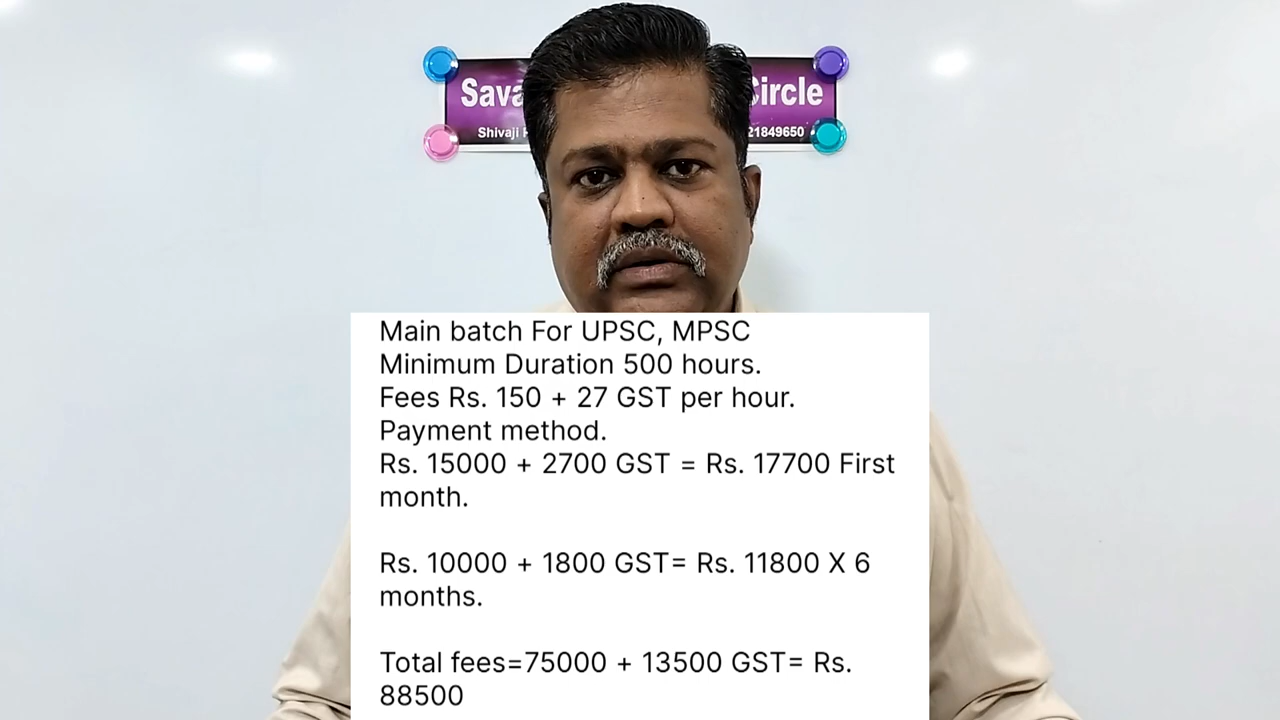 Sava ircle
Shivaji 21849650
Main batch For UPSC, MPSC
Minimum Duration 500 hours.
Fees Rs. 150 + 27 GST per hour.
Payment method.
Rs. 15000 + 2700 GST = Rs. 17700 First
month.
Rs. 10000 + 1800 GST= Rs. 11800 X 6
months.
Total fees=75000 + 13500 GST= Rs.
88500